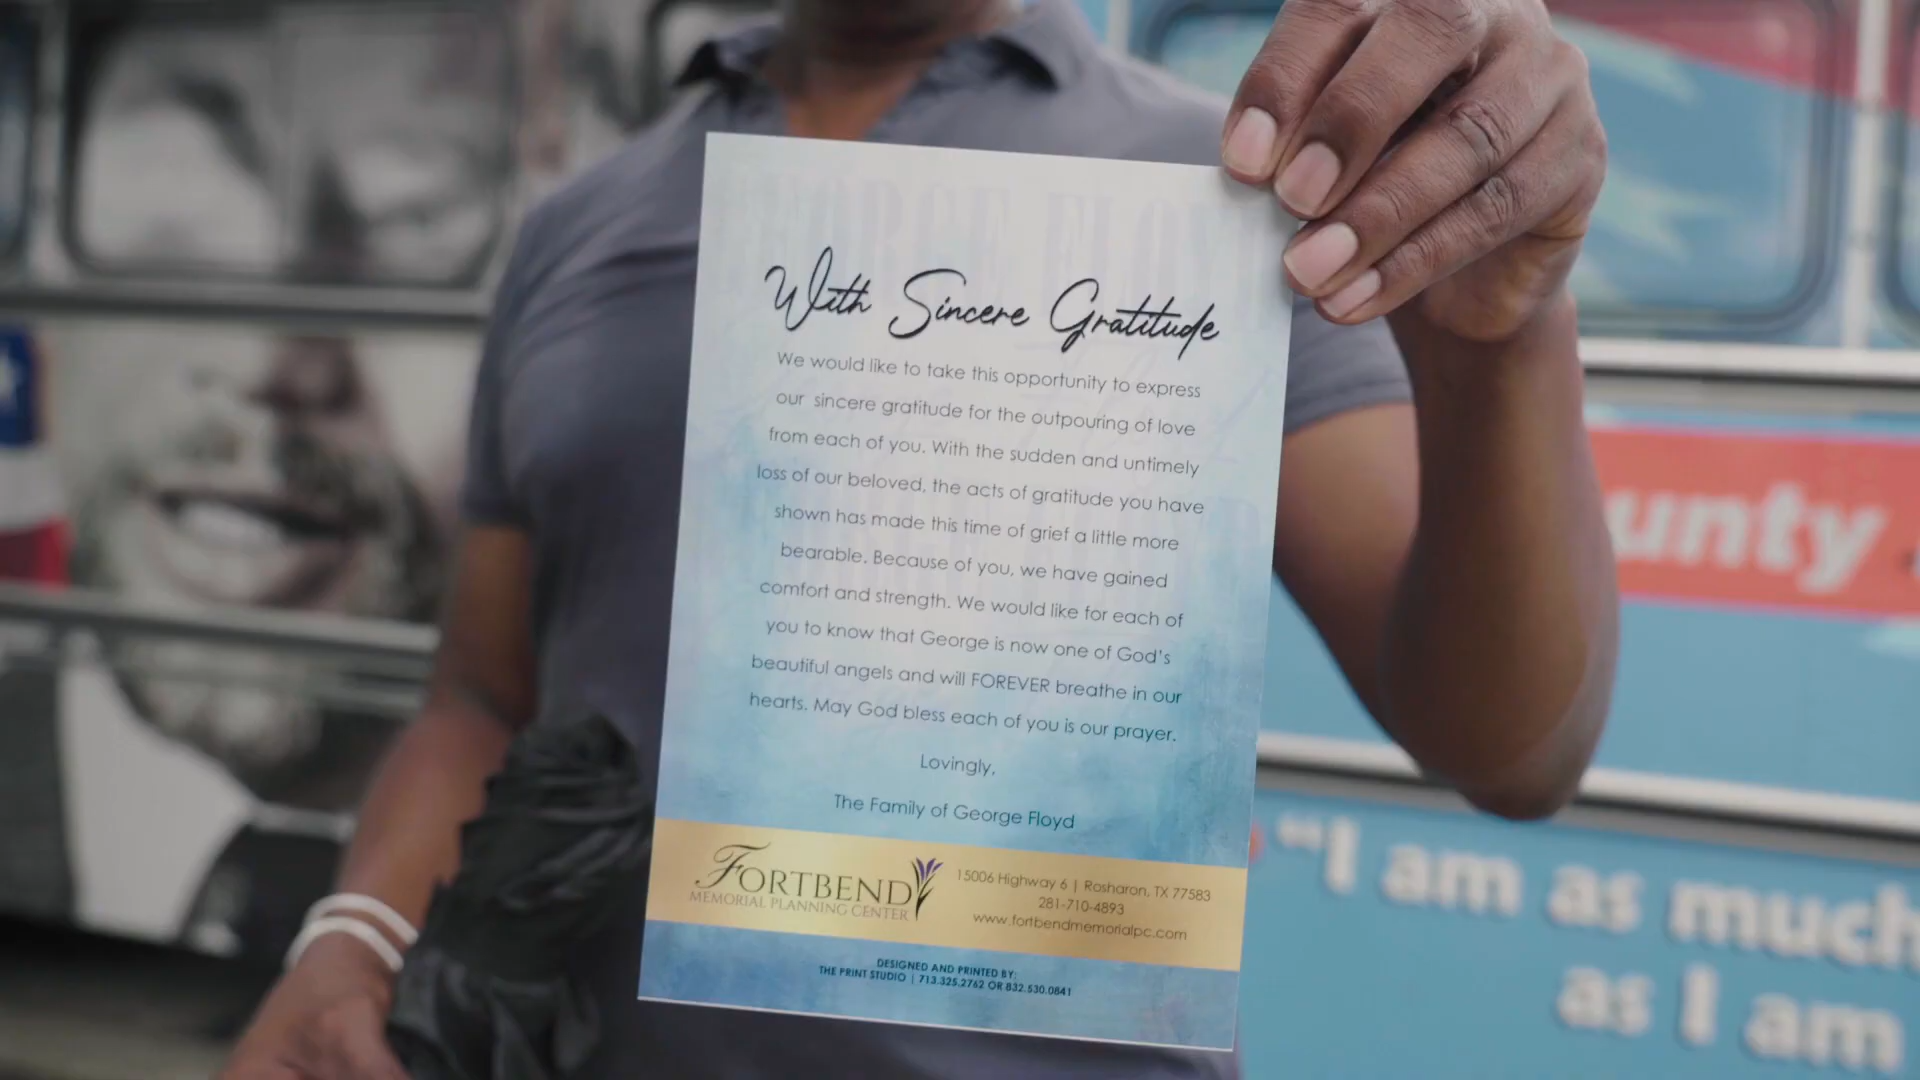 GEORGE FLOYD
With Sincere Gratitude
We would like to take this opportunity to express
our sincere gratitude for the outpouring of love
from each of you. With the sudden and untimely
loss of our beloved, the acts of gratitude you have
shown has made this time of grief a little more
bearable. Because of you, we have gained
comfort and strength. We would like for each of
you to know that George is now one of God's
beautiful angels and will FOREVER breathe in our
hearts. May God bless each of you is our prayer.
Lovingly,
The Family of George Floyd
FORTBEND
MEMORIAL PLANNING CENTER
15006 Highway 6 | Rosharon, TX 77583
281-710-4893
www.fortbendmemorialpc.com
DESIGNED AND PRINTED BY:
THE PRINT STUDIO | 713.325.2762 OR 832.530.0841
unty
"I am as much
as I am